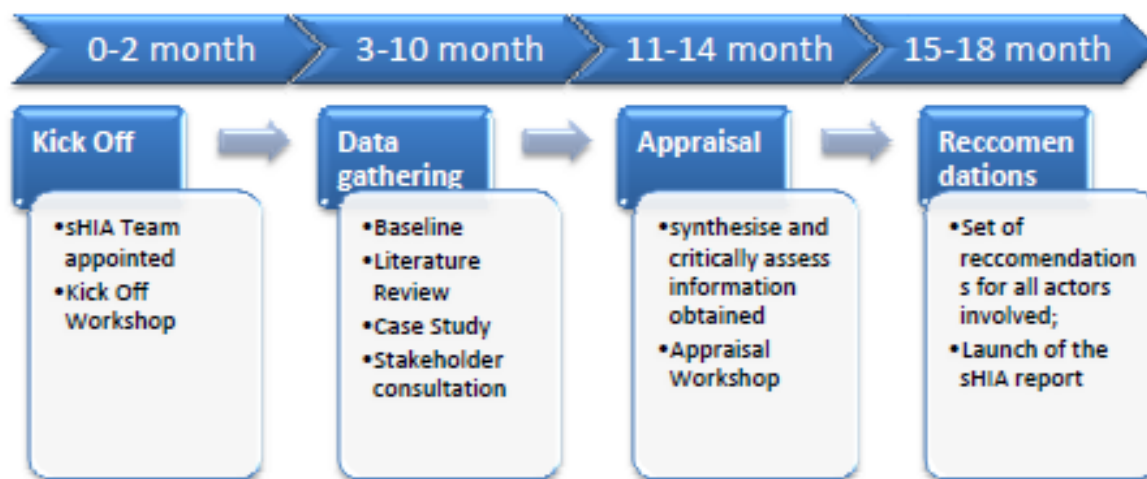 0-2 month
3-10 month
11-14 month
15-18 month
Kick Off
•sHIA Team
appointed
•Kick Off
Workshop
Data
gathering
•Baseline
•Literature
Review
•Case Study
•Stakeholder
consultation
Appraisal
•synthesise and
critically assess
information
obtained
•Appraisal
Workshop
Reccomen
dations
•Set of
reccomendation
s for all actors
involved;
•Launch of the
sHIA report